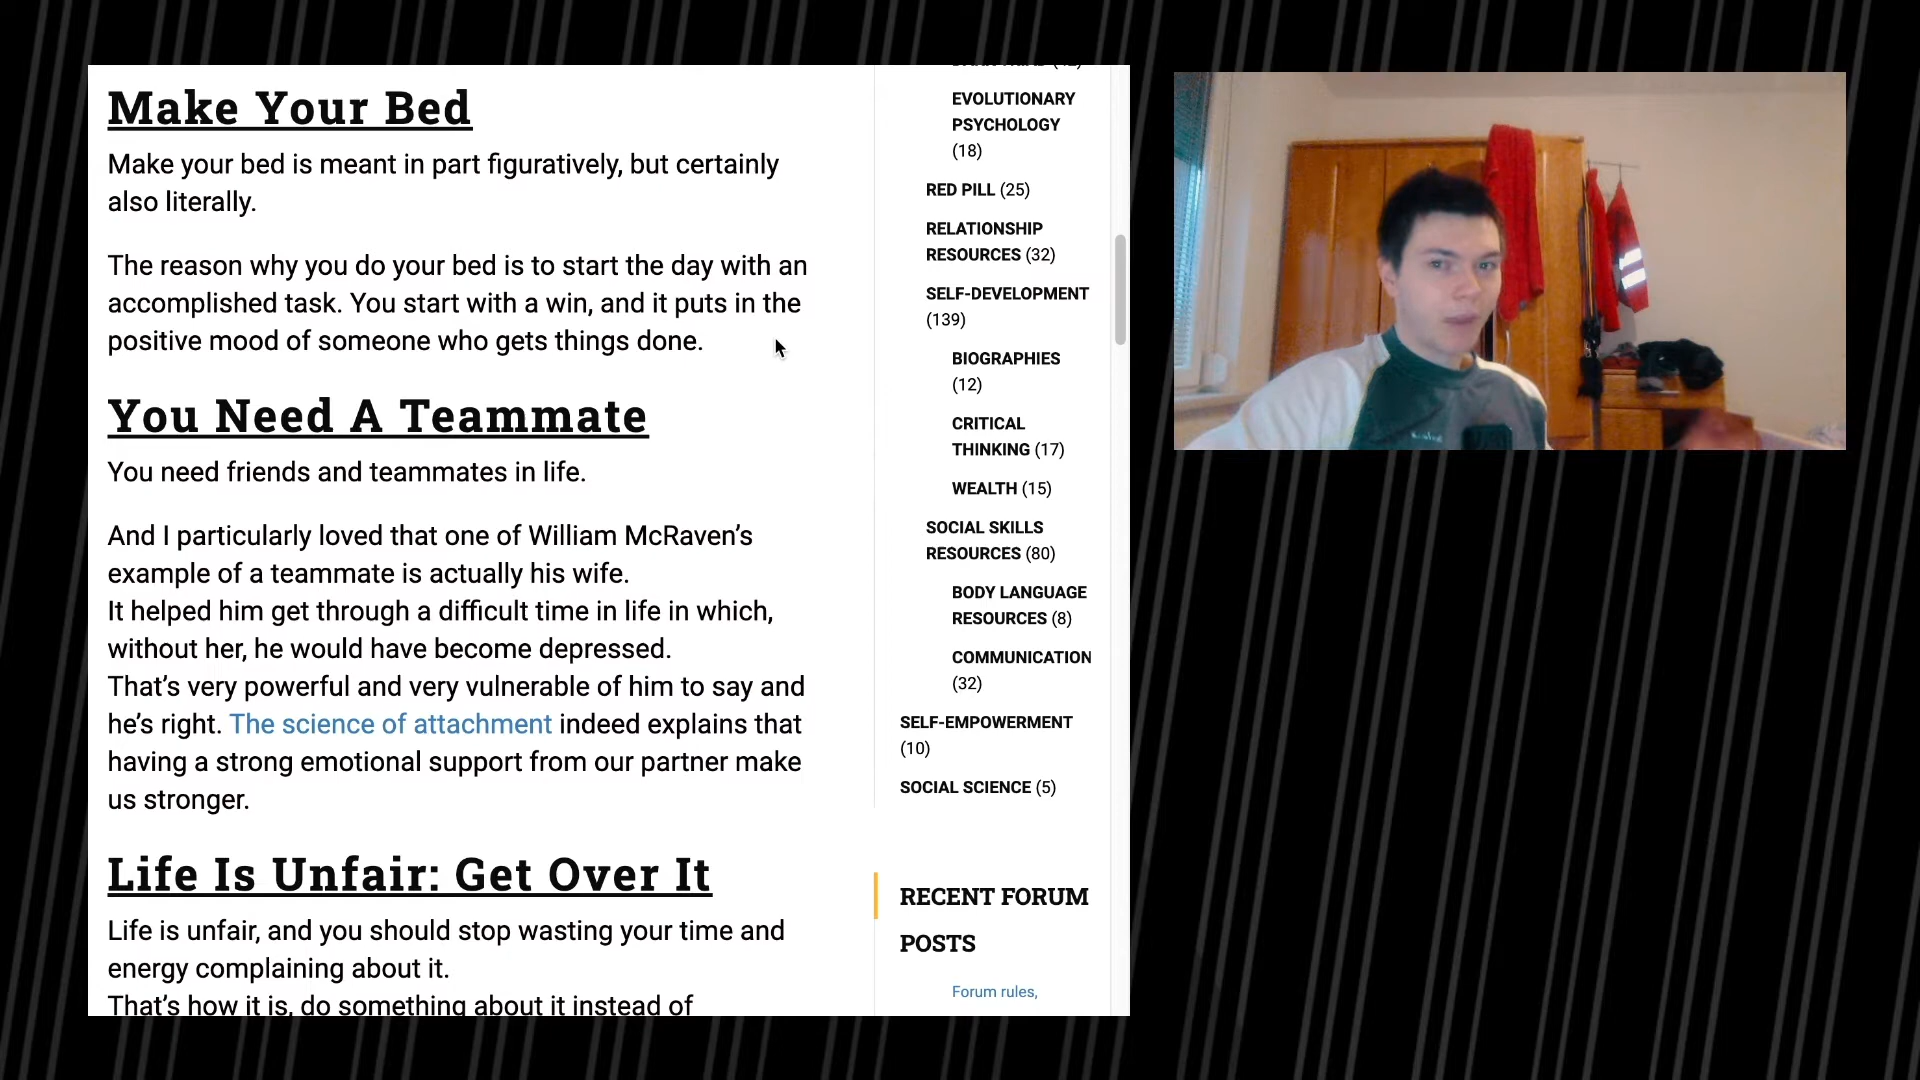 Make Your Bed
Make your bed is meant in part figuratively, but certainly
also literally.
The reason why you do your bed is to start the day with an
accomplished task. You start with a win, and it puts in the
positive mood of someone who gets things done.
You Need A Teammate
You need friends and teammates in life.
And I particularly loved that one of William McRaven’s
example of a teammate is actually his wife.
It helped him get through a difficult time in life in which,
without her, he would have become depressed.
That’s very powerful and very vulnerable of him to say and
he’s right. The science of attachment indeed explains that
having a strong emotional support from our partner make
us stronger.
Life Is Unfair: Get Over It
Life is unfair, and you should stop wasting your time and
energy complaining about it.
That’s how it is, do something about it instead of
EVOLUTIONARY
PSYCHOLOGY
(18)
RED PILL (25)
RELATIONSHIP
RESOURCES (32)
SELF-DEVELOPMENT
(139)
BIOGRAPHIES
(12)
CRITICAL
THINKING (17)
WEALTH (15)
SOCIAL SKILLS
RESOURCES (80)
BODY LANGUAGE
RESOURCES (8)
COMMUNICATION
(32)
SELF-EMPOWERMENT
(10)
SOCIAL SCIENCE (5)
RECENT FORUM
POSTS
Forum rules,